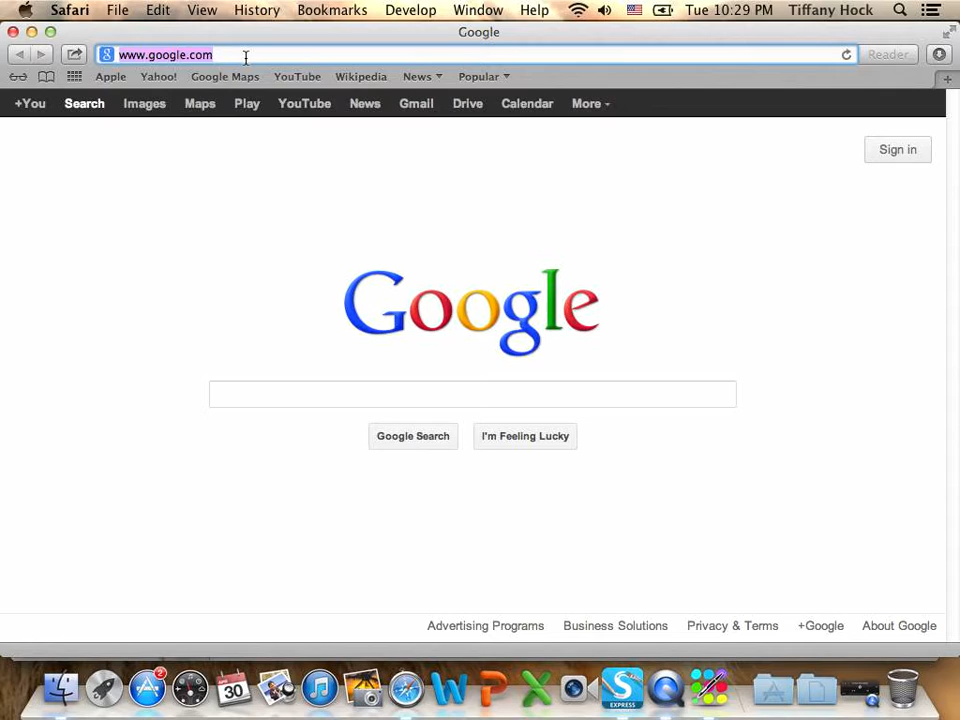 Safari File Edit View History Bookmarks Develop Window Help Tue 10:29 PM Tiffany Hock
Google
www.google.com Reader
Apple Yahoo! Google Maps YouTube Wikipedia News Popular
+You Search Images Maps Play YouTube News Gmail Drive Calendar More
Sign in
Google
Google Search I'm Feeling Lucky
Advertising Programs Business Solutions Privacy & Terms +Google About Google
2
30
W P X S
EXPRESS